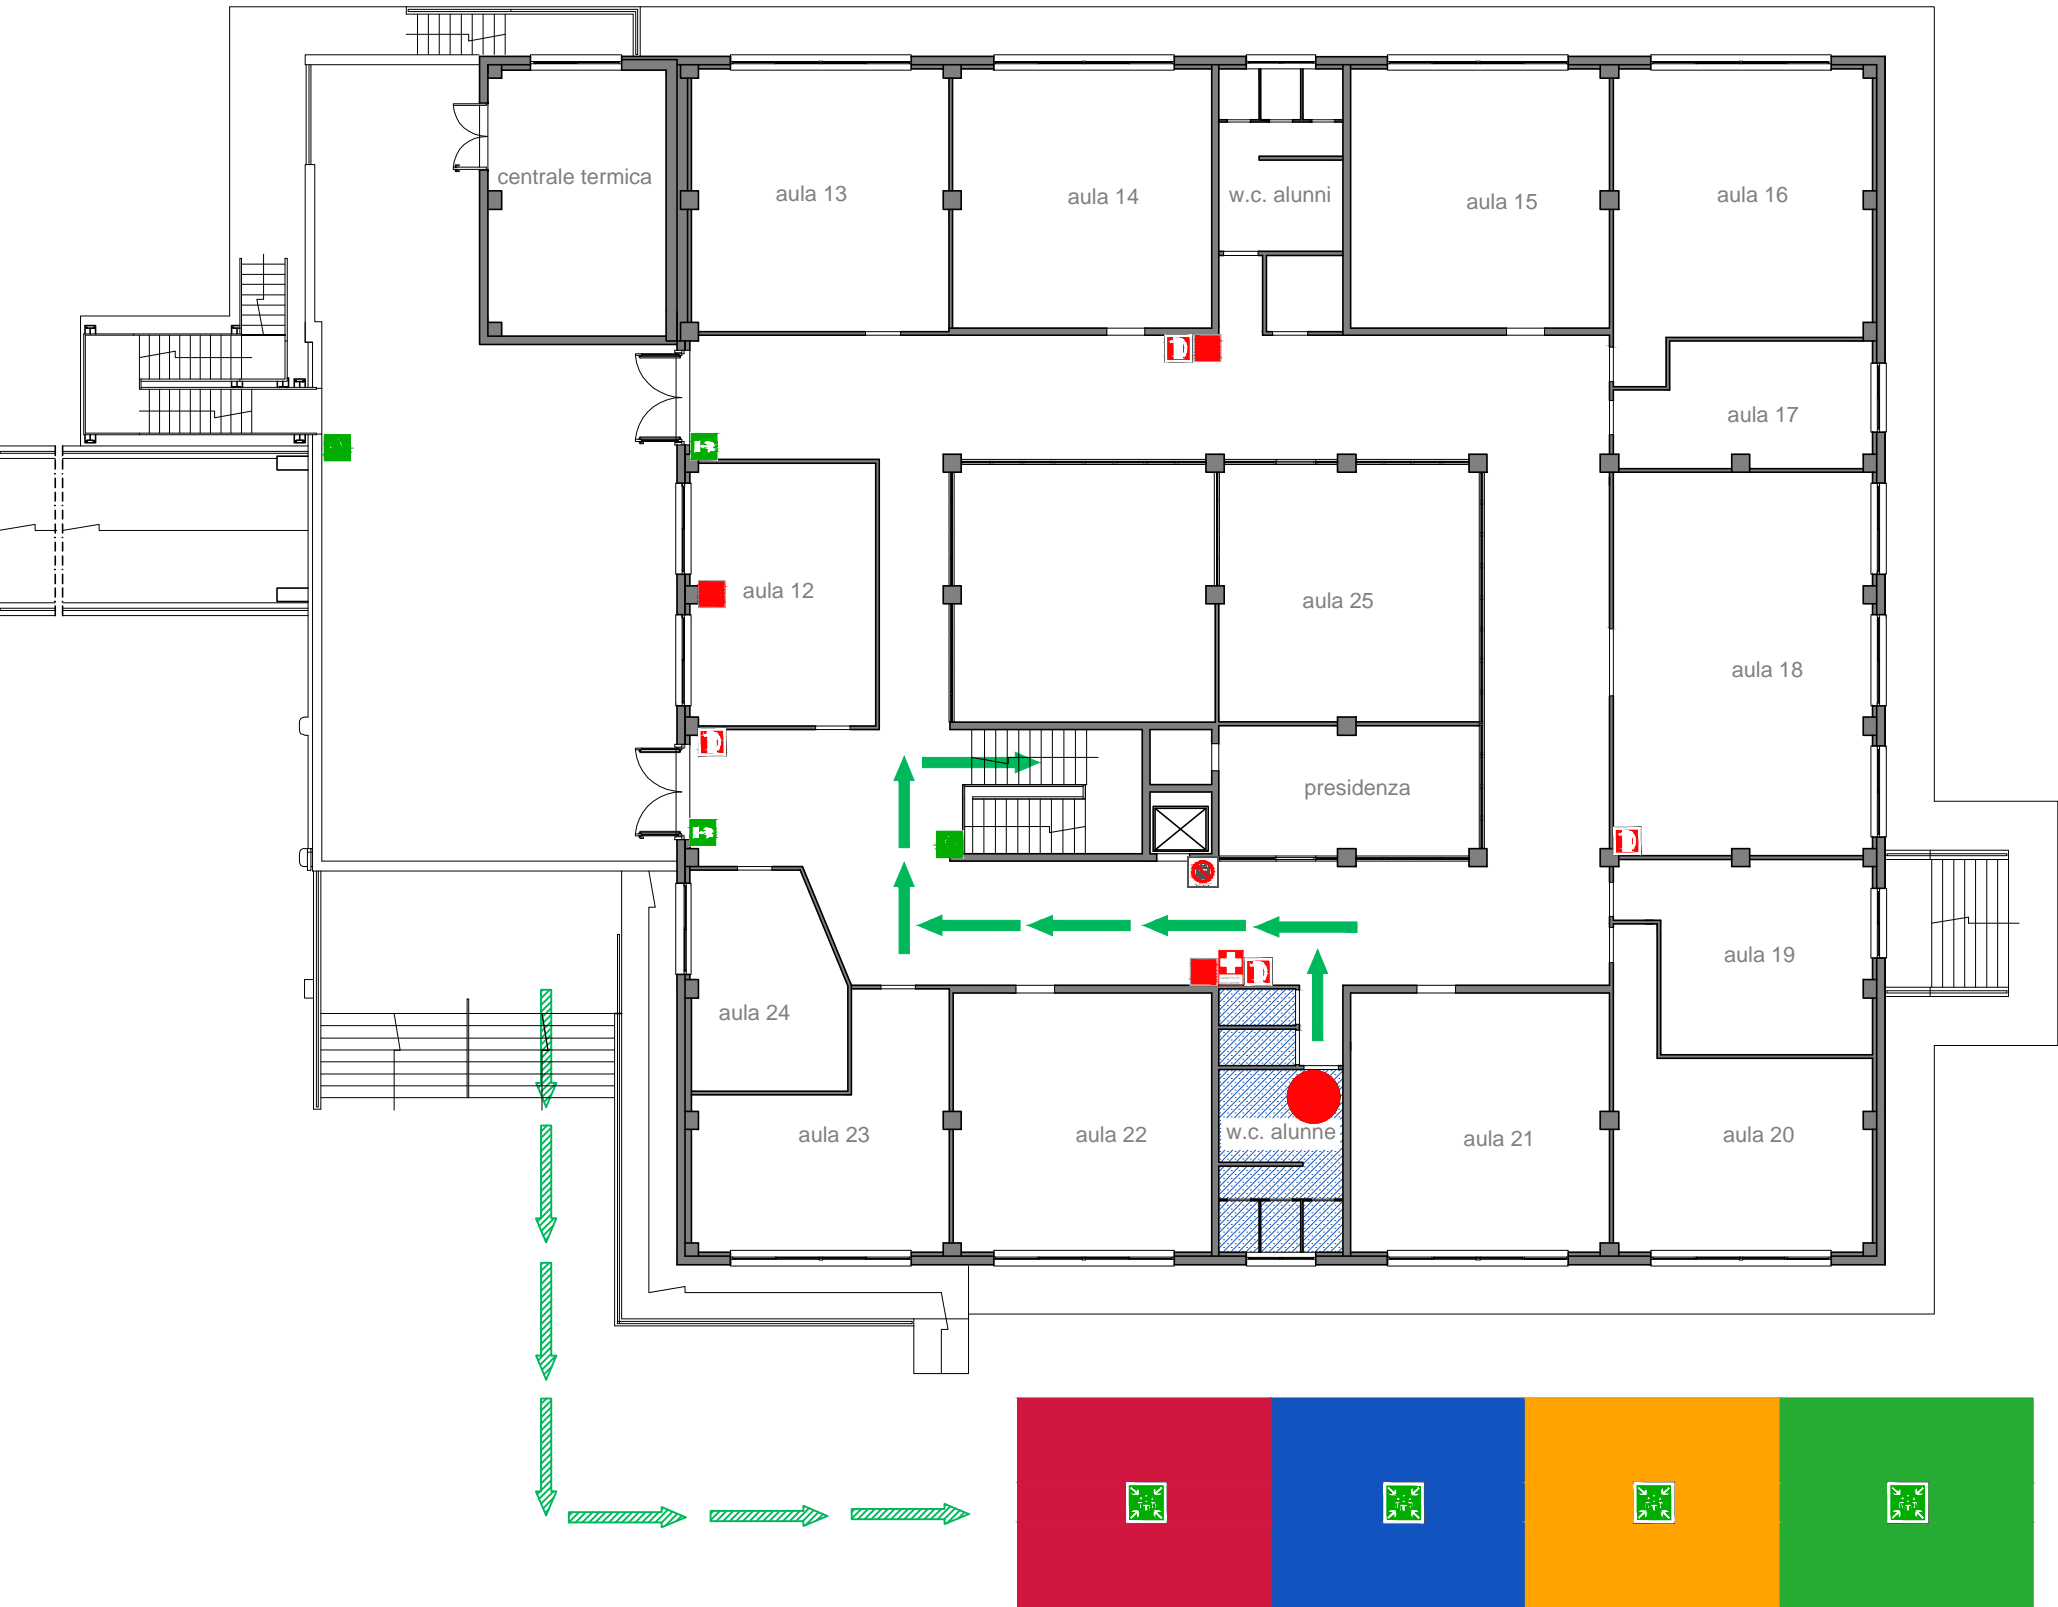 centrale termica
aula 13
aula 14
w.c. alunni
aula 15
aula 16
aula 17
aula 12
aula 25
aula 18
presidenza
aula 19
aula 24
aula 23
aula 22
w.c. alunne
aula 21
aula 20